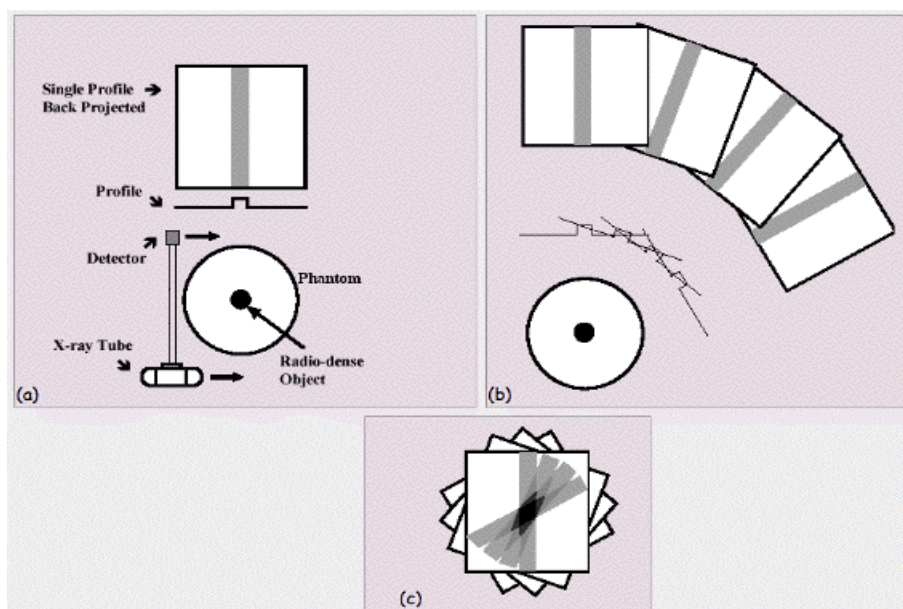 Single Profile
Back Projected
Profile
Detector
Phantom
X-ray Tube
Radio-dense
Object
(a)
(b)
(c)